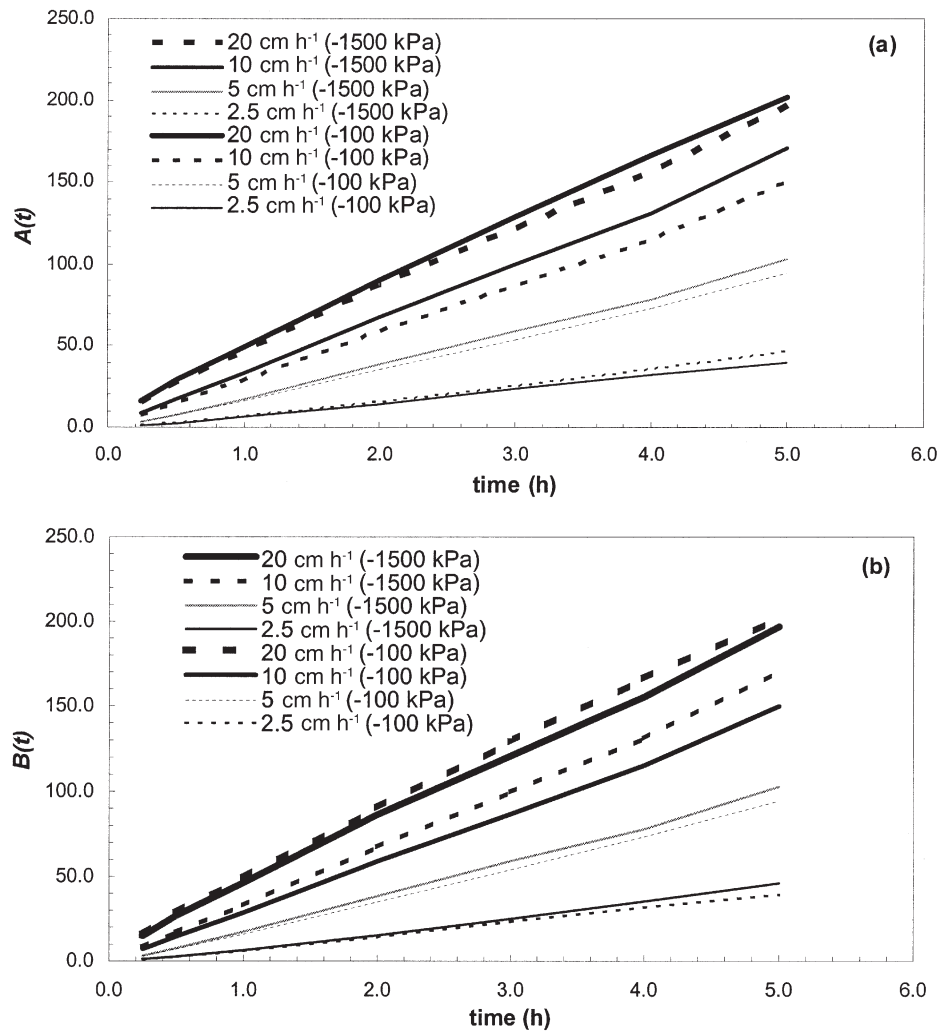 250.0
200.0
150.0
100.0
50.0
0.0
A(t)
20 cm h⁻¹ (-1500 kPa)
10 cm h⁻¹ (-1500 kPa)
5 cm h⁻¹ (-1500 kPa)
2.5 cm h⁻¹ (-1500 kPa)
20 cm h⁻¹ (-100 kPa)
10 cm h⁻¹ (-100 kPa)
5 cm h⁻¹ (-100 kPa)
2.5 cm h⁻¹ (-100 kPa)
(a)
0.0 1.0 2.0 3.0 4.0 5.0 6.0
time (h)
250.0
200.0
150.0
100.0
50.0
0.0
B(t)
20 cm h⁻¹ (-1500 kPa)
10 cm h⁻¹ (-1500 kPa)
5 cm h⁻¹ (-1500 kPa)
2.5 cm h⁻¹ (-1500 kPa)
20 cm h⁻¹ (-100 kPa)
10 cm h⁻¹ (-100 kPa)
5 cm h⁻¹ (-100 kPa)
2.5 cm h⁻¹ (-100 kPa)
(b)
0.0 1.0 2.0 3.0 4.0 5.0 6.0
time (h)